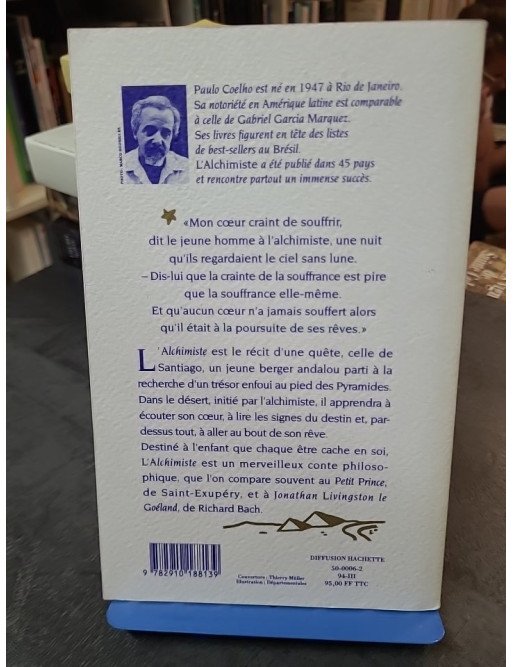 Paulo Coelho est né en 1947 à Rio de Janeiro.
Sa notoriété en Amérique latine est comparable
à celle de Gabriel Garcia Marquez.
Ses livres figurent en tête des listes
de best-sellers au Brésil.
L'Alchimiste a été publié dans 45 pays
et rencontre partout un immense succès.
«Mon cœur craint de souffrir,
dit le jeune homme à l'alchimiste, une nuit
qu'ils regardaient le ciel sans lune.
– Dis-lui que la crainte de la souffrance est pire
que la souffrance elle-même.
Et qu'aucun cœur n'a jamais souffert alors
qu'il était à la poursuite de ses rêves.»
L'Alchimiste est le récit d'une quête, celle de
Santiago, un jeune berger andalou parti à la
recherche d'un trésor enfoui au pied des Pyramides.
Dans le désert, initié par l'alchimiste, il apprendra à
écouter son cœur, à lire les signes du destin et, par-
dessus tout, à aller au bout de son rêve.
Destiné à l'enfant que chaque être cache en soi,
L'Alchimiste est un merveilleux conte philoso-
phique, que l'on compare souvent au Petit Prince,
de Saint-Exupéry, et à Jonathan Livingston le
Goéland, de Richard Bach.
9 782910 188139
Couverture : Thierry Müller
Illustration : Départementales
DIFFUSION HACHETTE
50-0006-2
94-III
95,00 FF TTC